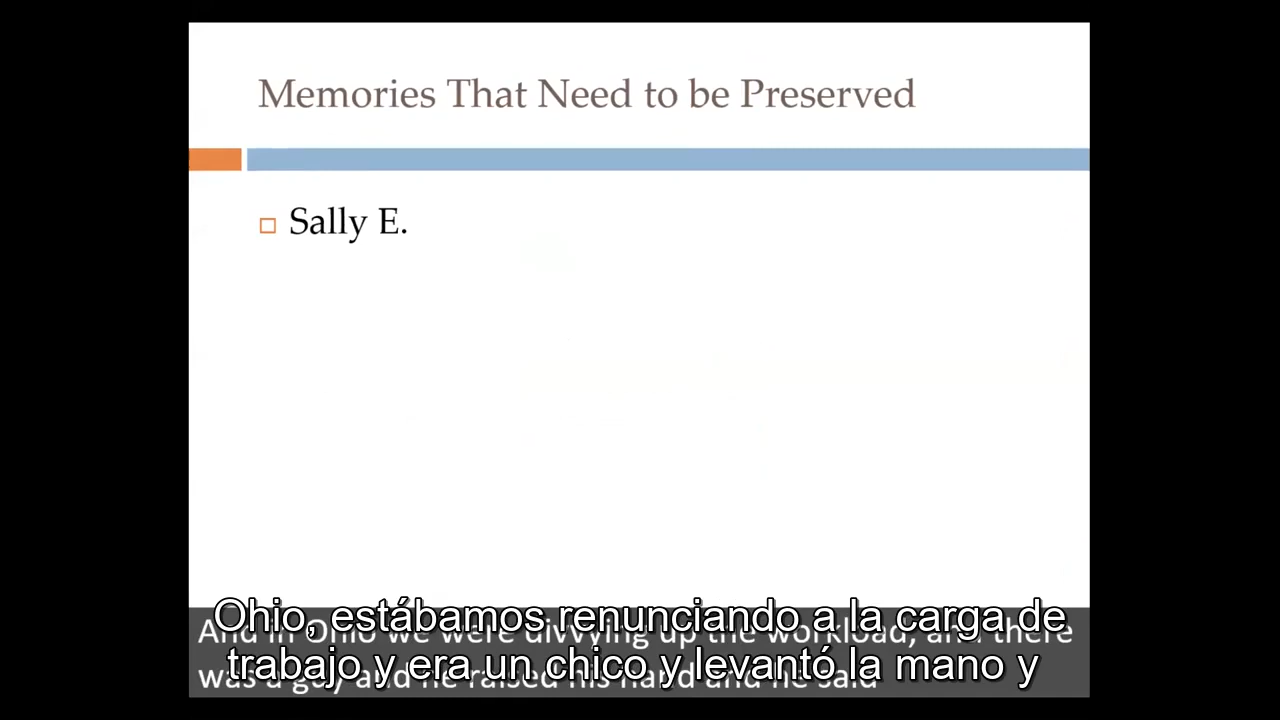 Memories That Need to be Preserved
Sally E.
Ohio, estábamos renunciando a la carga de
trabajo y era un chico y levantó la mano y
And in Ohio we were divvying up the workload, and there
was a guy and he raised his hand and he said